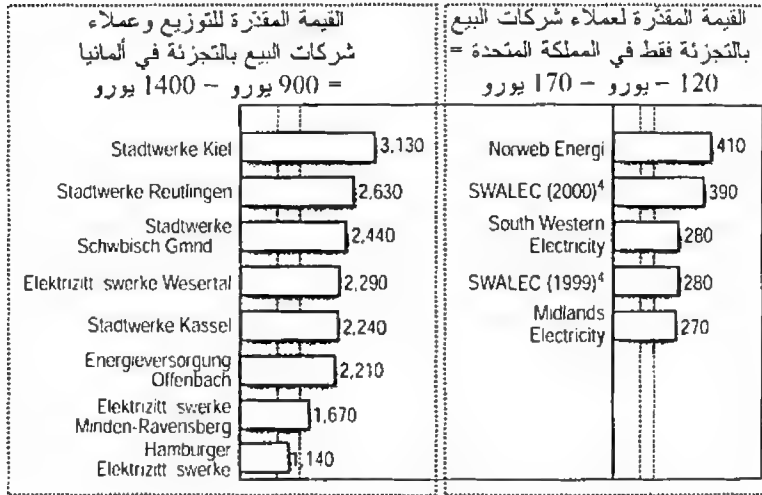 القيمة المقدّرة للتوزيع وعملاء
شركات البيع بالتجزئة في ألمانيا
= 900 يورو – 1400 يورو
Stadtwerke Kiel 3,130
Stadtwerke Reutlingen 2,630
Stadtwerke
Schwbisch Gmnd 2,440
Elektrizitt swerke Wesertal 2,290
Stadtwerke Kassel 2,240
Energieversorgung
Offenbach 2,210
Elektrizitt swerke
Minden-Ravensberg 1,670
Hamburger
Elektrizitt swerke 1,140
القيمة المقدّرة لعملاء شركات البيع
بالتجزئة فقط في المملكة المتحدة =
120 – يورو – 170 يورو
Norweb Energi 410
SWALEC (2000)⁴ 390
South Western
Electricity 280
SWALEC (1999)⁴ 280
Midlands
Electricity 270